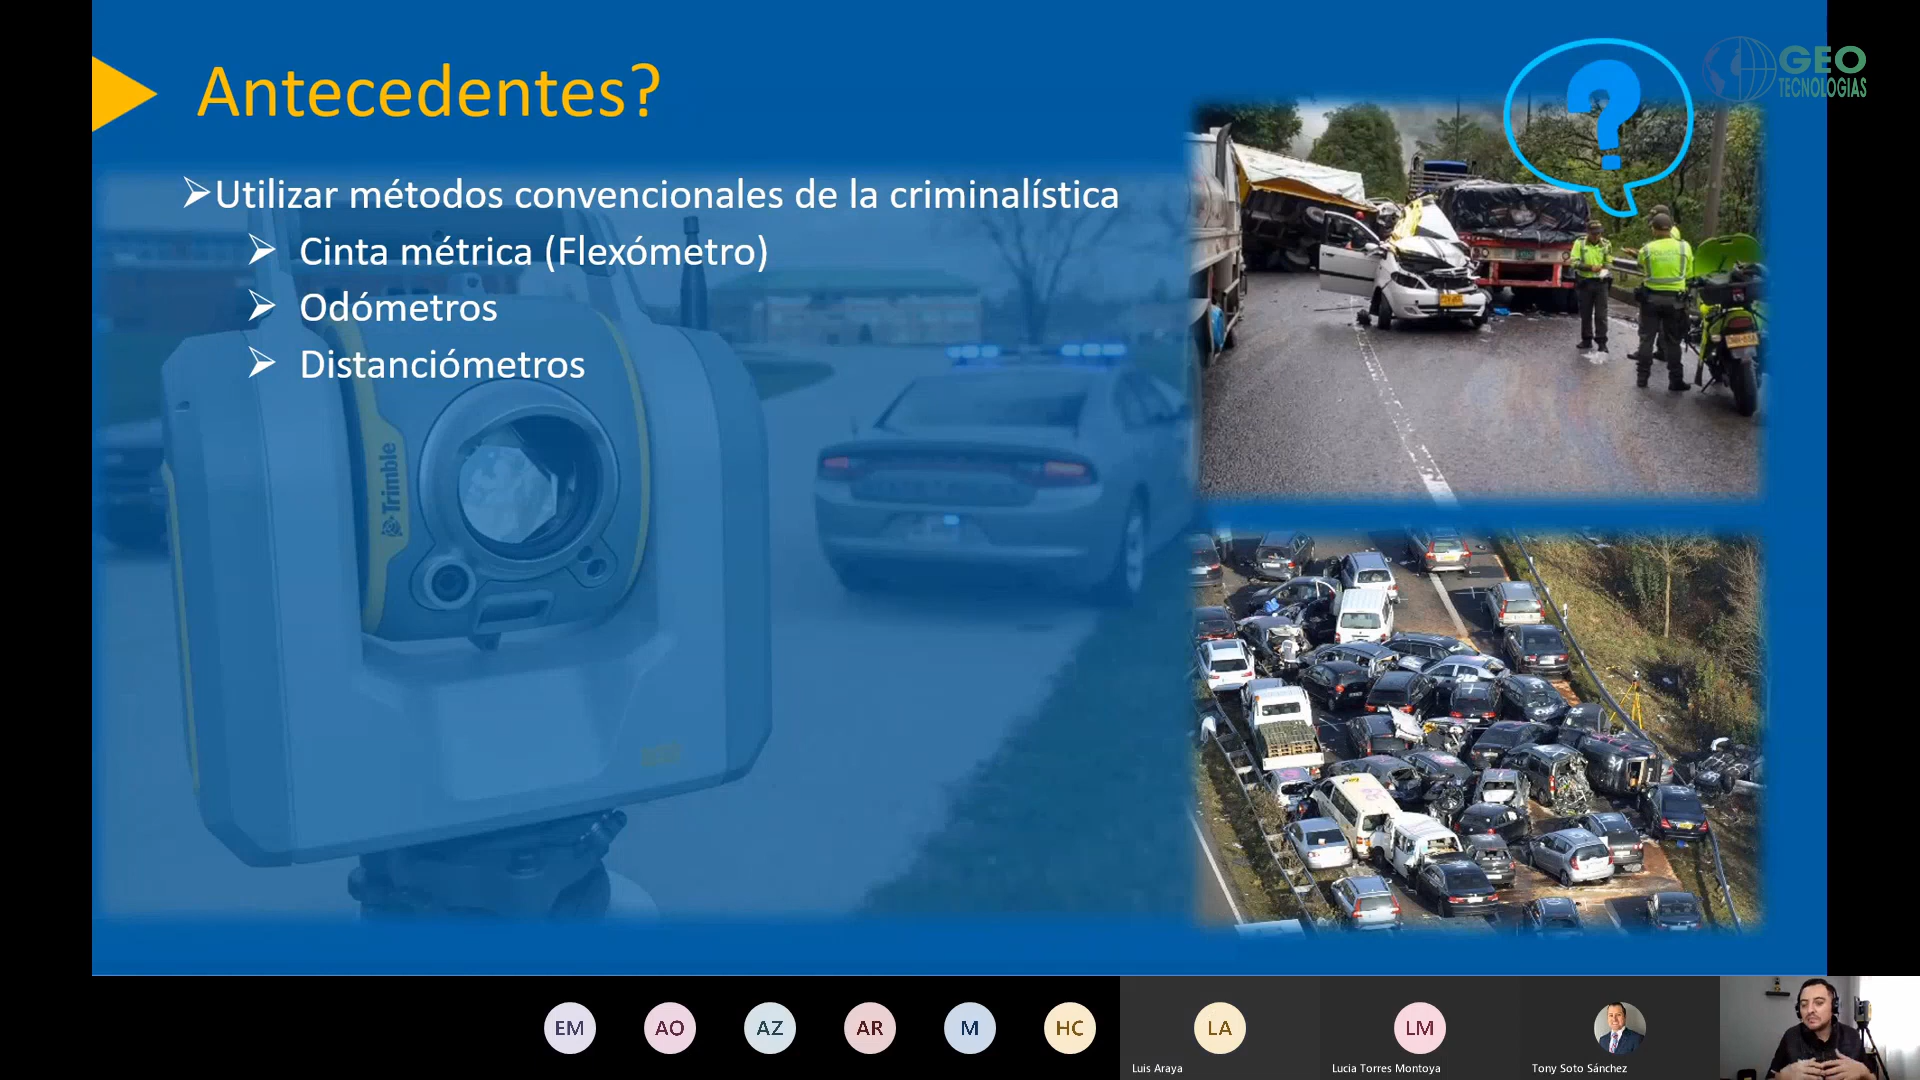 Antecedentes?
GEO
TECNOLOGIAS
?
➢Utilizar métodos convencionales de la criminalística
➢ Cinta métrica (Flexómetro)
➢ Odómetros
➢ Distanciómetros
Trimble
POLICIA
EM
AO
AZ
AR
M
HC
LA
LM
Luis Araya
Lucia Torres Montoya
Tony Soto Sánchez